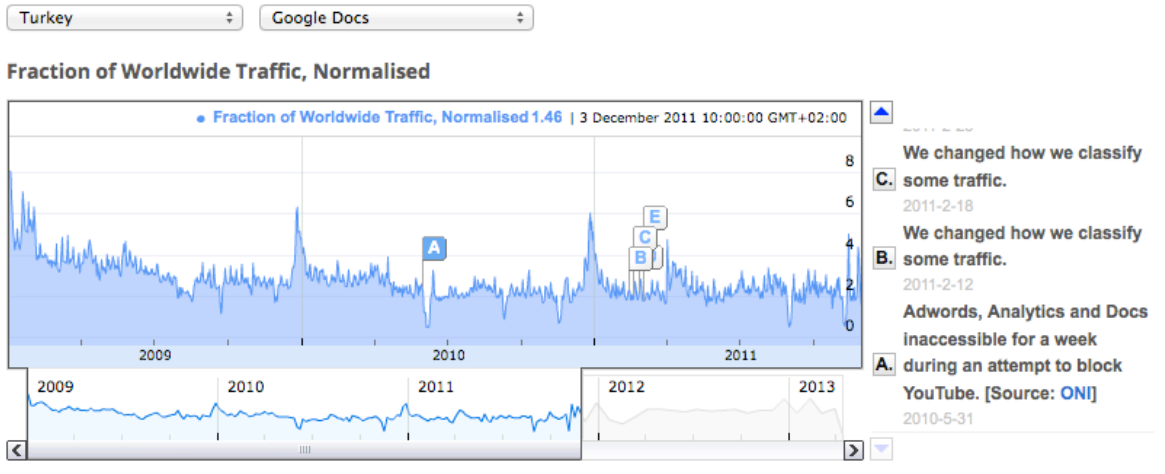 Turkey
Google Docs
Fraction of Worldwide Traffic, Normalised
Fraction of Worldwide Traffic, Normalised 1.46 | 3 December 2011 10:00:00 GMT+02:00
8
6
4
2
0
A
E
C
B
2009
2010
2011
2009
2010
2011
2012
2013
We changed how we classify
C. some traffic.
2011-2-18
We changed how we classify
B. some traffic.
2011-2-12
Adwords, Analytics and Docs
inaccessible for a week
A. during an attempt to block
YouTube. [Source: ONI]
2010-5-31